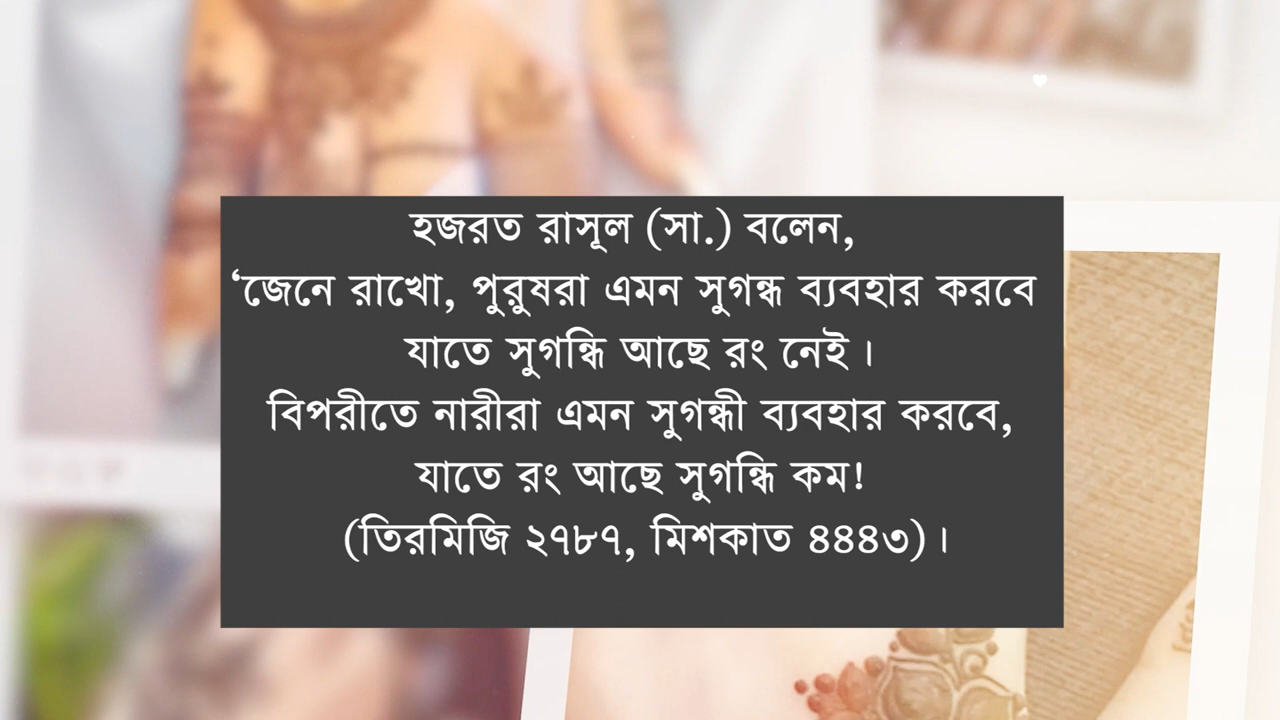 হজরত রাসূল (সা.) বলেন,
‘জেনে রাখো, পুরুষরা এমন সুগন্ধ ব্যবহার করবে
যাতে সুগন্ধি আছে রং নেই।
বিপরীতে নারীরা এমন সুগন্ধী ব্যবহার করবে,
যাতে রং আছে সুগন্ধি কম!
(তিরমিজি ২৭৮৭, মিশকাত ৪৪৪৩)।